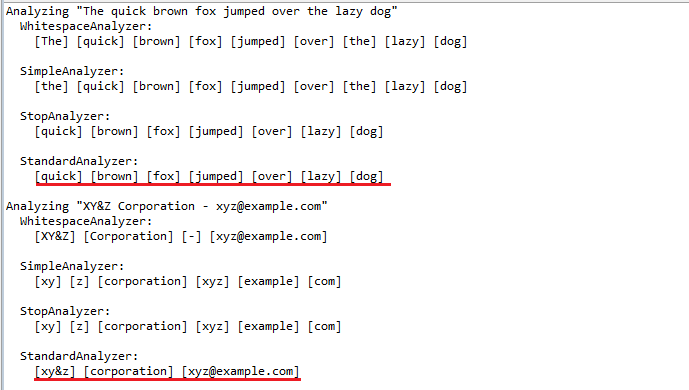 Analyzing "The quick brown fox jumped over the lazy dog"
WhitespaceAnalyzer:
[The] [quick] [brown] [fox] [jumped] [over] [the] [lazy] [dog]
SimpleAnalyzer:
[the] [quick] [brown] [fox] [jumped] [over] [the] [lazy] [dog]
StopAnalyzer:
[quick] [brown] [fox] [jumped] [over] [lazy] [dog]
StandardAnalyzer:
[quick] [brown] [fox] [jumped] [over] [lazy] [dog]
Analyzing "XY&Z Corporation - xyz@example.com"
WhitespaceAnalyzer:
[XY&Z] [Corporation] [-] [xyz@example.com]
SimpleAnalyzer:
[xy] [z] [corporation] [xyz] [example] [com]
StopAnalyzer:
[xy] [z] [corporation] [xyz] [example] [com]
StandardAnalyzer:
[xy&z] [corporation] [xyz@example.com]